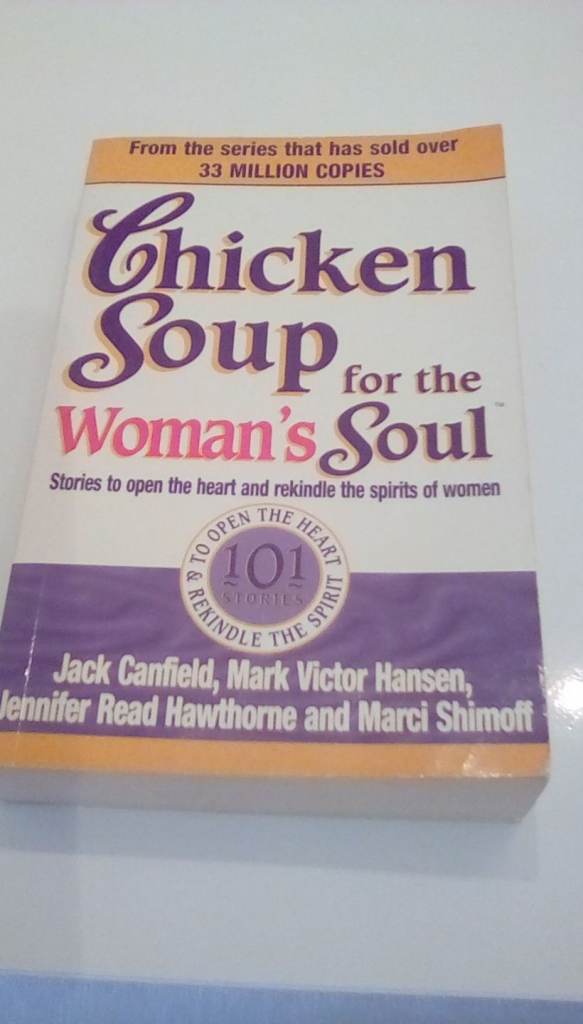 From the series that has sold over
33 MILLION COPIES
Chicken
Soup for the
Woman's Soul™
Stories to open the heart and rekindle the spirits of women
TO OPEN THE HEART
101
STORIES
& REKINDLE THE SPIRIT
Jack Canfield, Mark Victor Hansen,
Jennifer Read Hawthorne and Marci Shimoff